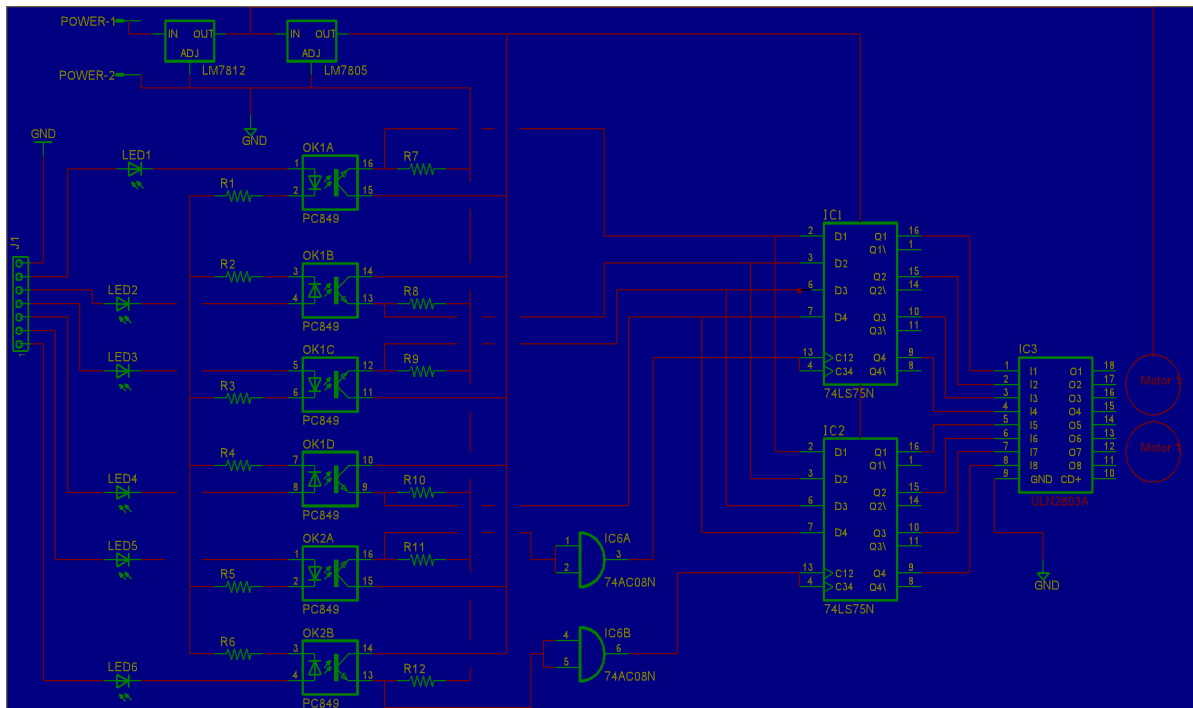 POWER-1
IN OUT
ADJ
LM7812
IN OUT
ADJ
LM7805
POWER-2
GND
GND
J1
1
LED1
LED2
LED3
LED4
LED5
LED6
R1
R2
R3
R4
R5
R6
OK1A
1 16
2 15
PC849
R7
OK1B
3 14
4 13
PC849
R8
OK1C
5 12
6 11
PC849
R9
OK1D
7 10
8 9
PC849
R10
OK2A
1 16
2 15
PC849
R11
OK2B
3 14
4 13
PC849
R12
IC6A
1
2
3
74AC08N
IC6B
4
5
6
74AC08N
IC1
2 D1 Q1 16
Q1\ 1
3 D2 Q2 15
Q2\ 14
6 D3
7 D4 Q3 10
Q3\ 11
13 C12 Q4 9
4 C34 Q4\ 8
74LS75N
IC2
2 D1 Q1 16
Q1\ 1
3 D2 Q2 15
6 D3 Q2\ 14
7 D4 Q3 10
Q3\ 11
13 C12 Q4 9
4 C34 Q4\ 8
74LS75N
IC3
1 I1 O1 18
2 I2 O2 17
3 I3 O3 16
4 I4 O4 15
5 I5 O5 14
6 I6 O6 13
7 I7 O7 12
8 I8 O8 11
9 GND CD+ 10
ULN2803A
GND
Motor
Motor